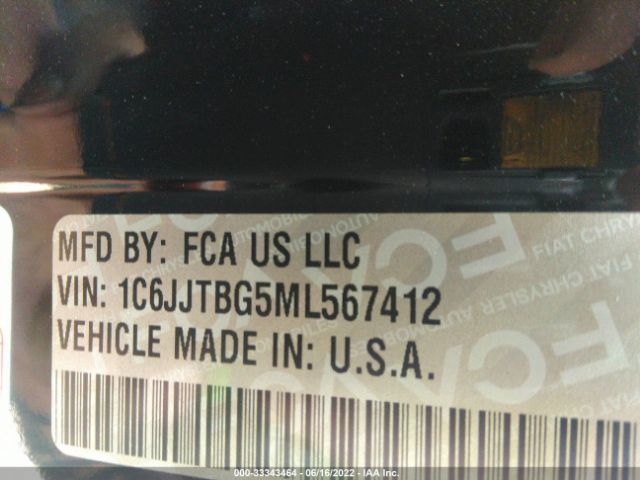 MFD BY: FCA US LLC
VIN: 1C6JJTBG5ML567412
VEHICLE MADE IN: U.S.A.
000-33343464 - 06/16/2022 - IAA Inc.